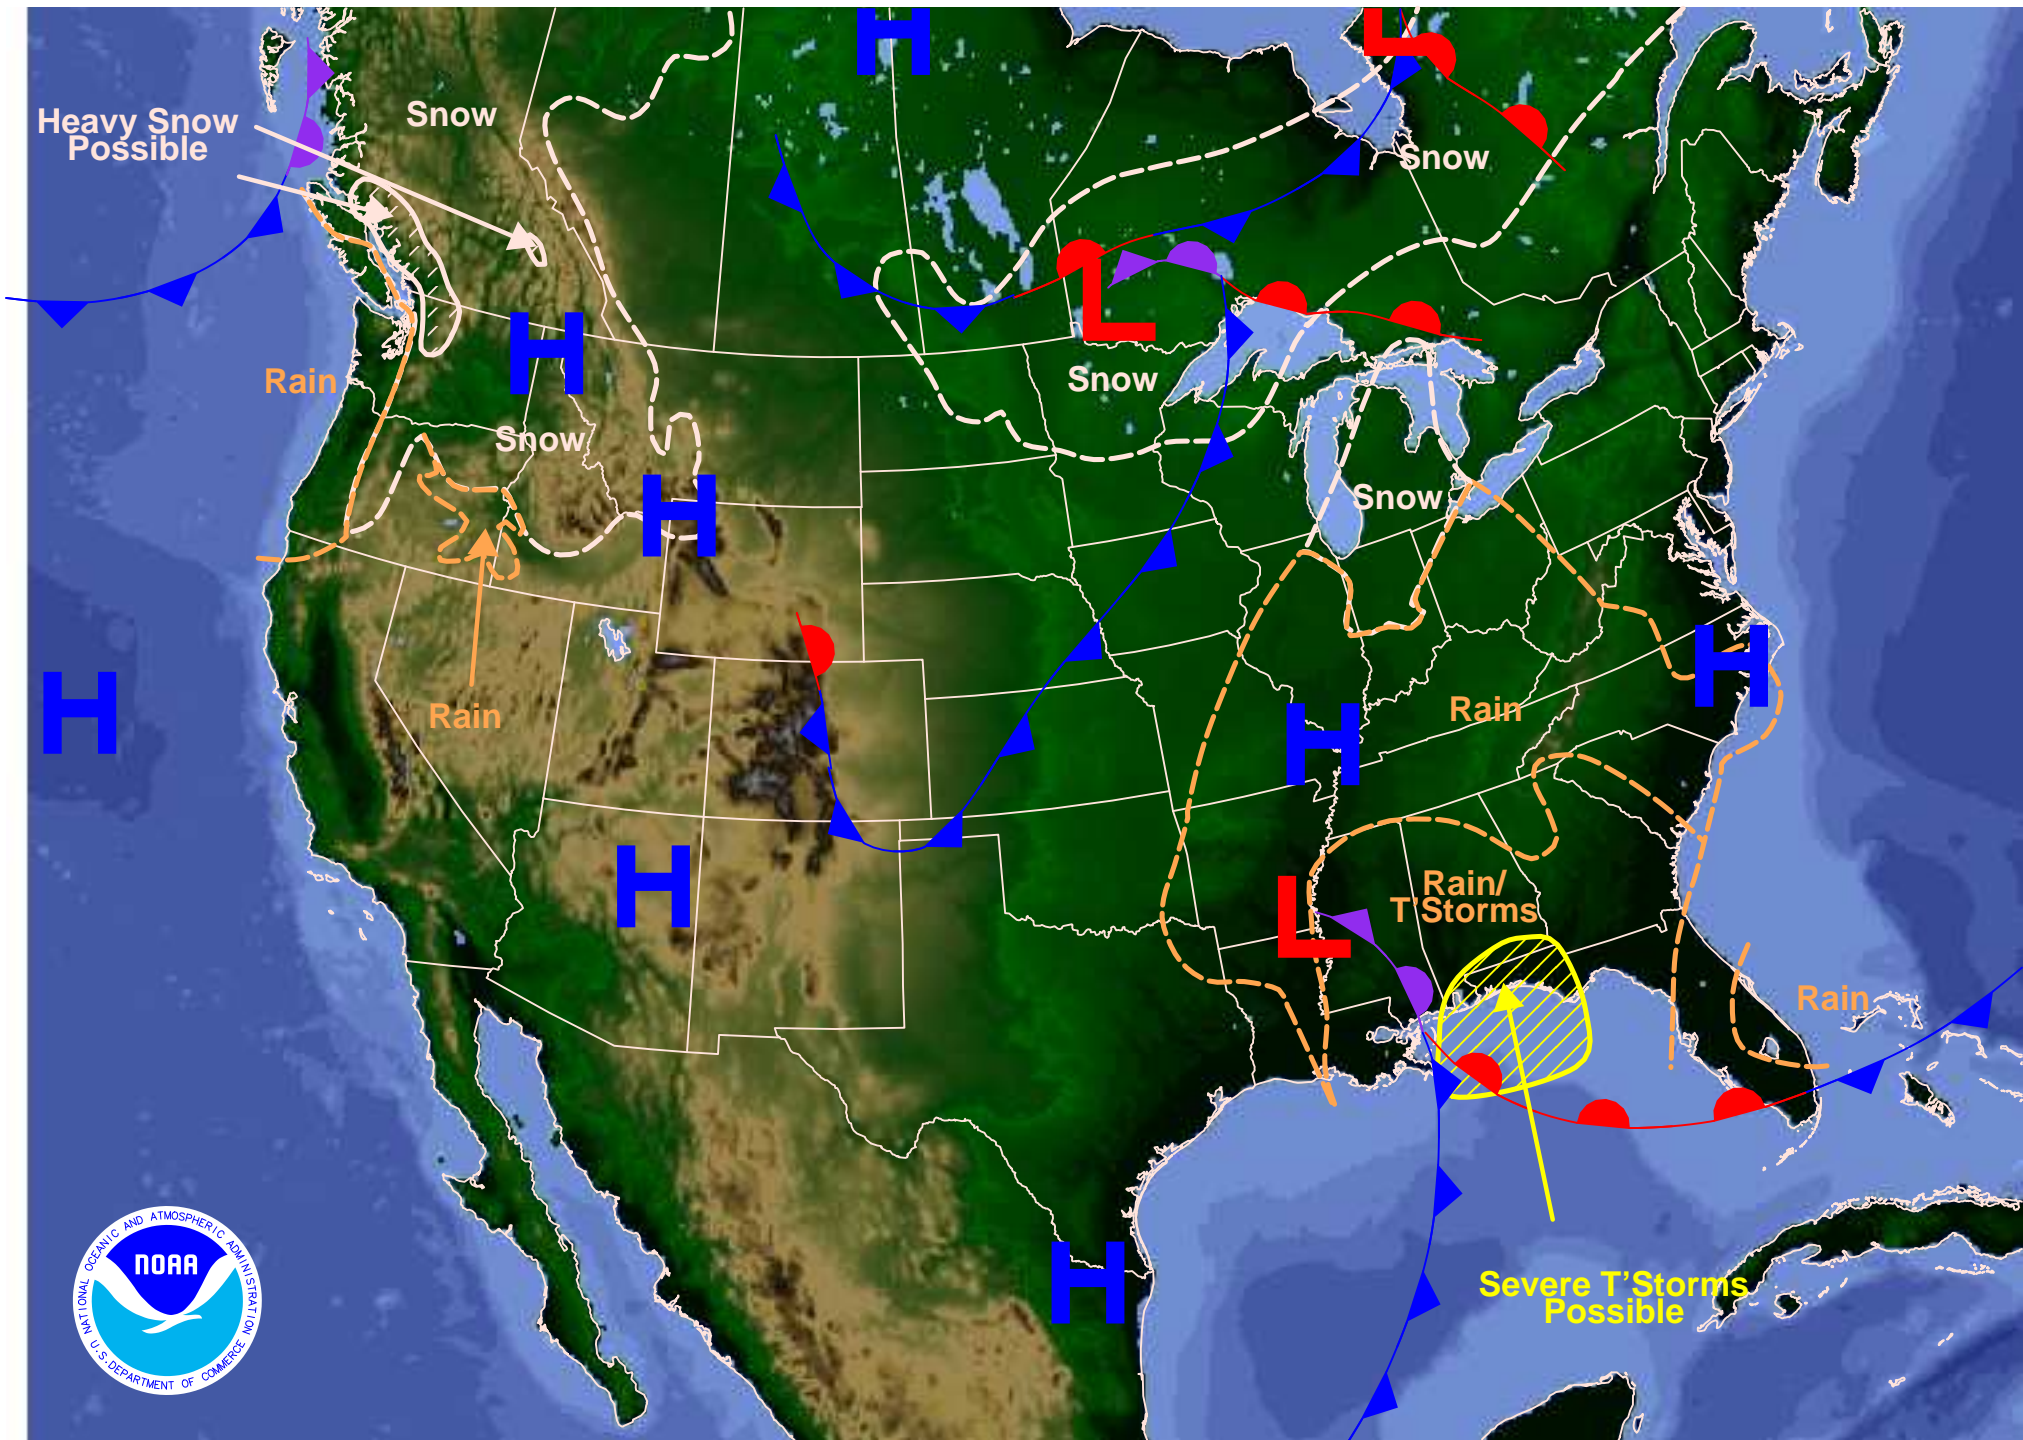 H
L
Heavy Snow
Possible
Snow
Snow
H
L
Snow
Rain
Snow
H
Snow
H
H
Rain
H
H
Rain
H
L
Rain/
T'Storms
Rain
H
Severe T'Storms
Possible
NOAA
NATIONAL OCEANIC AND ATMOSPHERIC ADMINISTRATION
U.S. DEPARTMENT OF COMMERCE